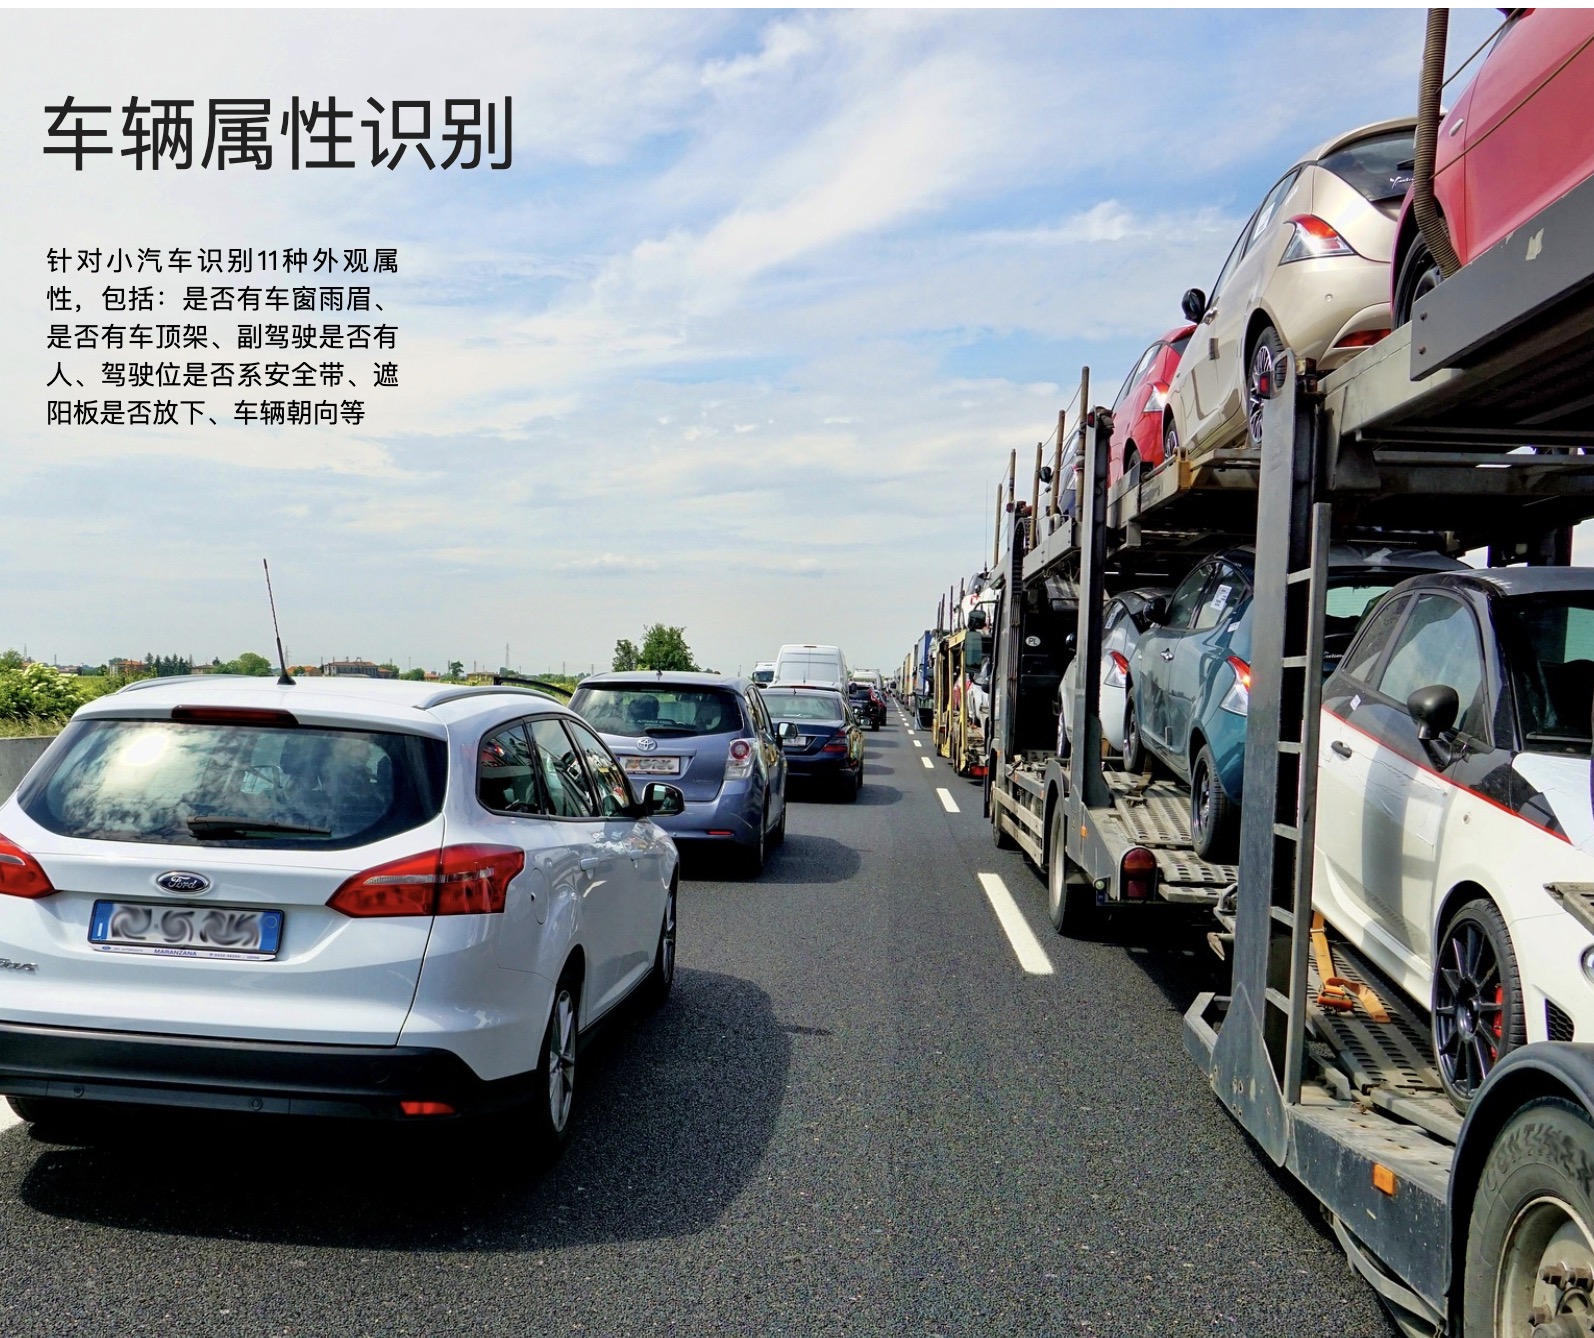 车辆属性识别
针对小汽车识别11种外观属
性，包括：是否有车窗雨眉、
是否有车顶架、副驾驶是否有
人、驾驶位是否系安全带、遮
阳板是否放下、车辆朝向等
PL
Ford
MARANZANA